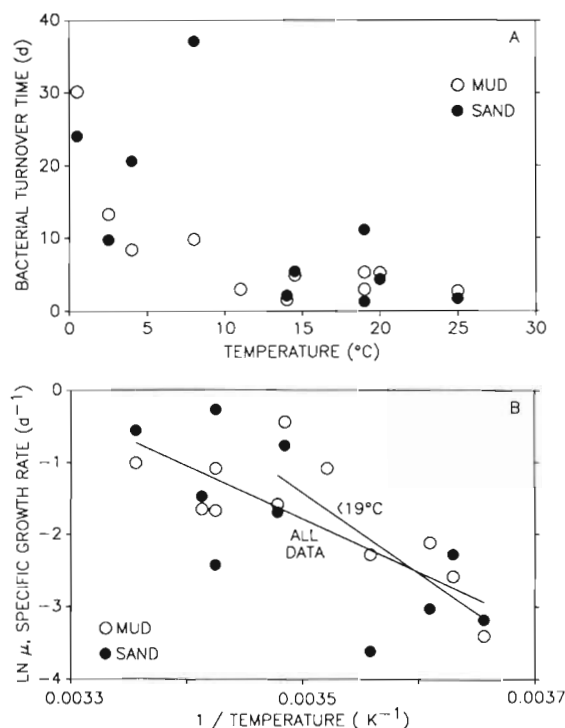 40
30
20
10
0
BACTERIAL TURNOVER TIME (d)
A
MUD
SAND
0 5 10 15 20 25 30
TEMPERATURE (°C)
-0
-1
-2
-3
-4
LN μ, SPECIFIC GROWTH RATE (d⁻¹)
B
<19°C
ALL
DATA
MUD
SAND
0.0033 0.0035 0.0037
1 / TEMPERATURE ( K⁻¹)